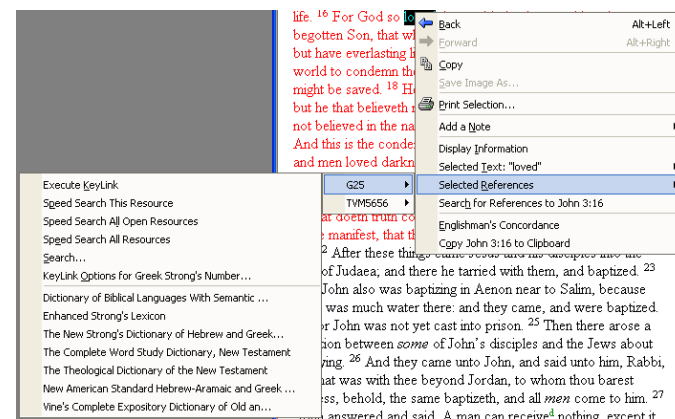 life. 16 For God so lo
begotten Son, that wh
but have everlasting li
world to condemn the
might be saved. 18 H
but he that believeth
not believed in the na
And this is the conde
and men loved darkn
Back Alt+Left
Forward Alt+Right
Copy
Save Image As...
Print Selection...
Add a Note
Display Information
Selected Text: "loved"
Selected References
Search for References to John 3:16
Englishman's Concordance
Copy John 3:16 to Clipboard
G25
TVM5656
Execute KeyLink
Speed Search This Resource
Speed Search All Open Resources
Speed Search All Resources
Search...
KeyLink Options for Greek Strong's Number...
Dictionary of Biblical Languages With Semantic ...
Enhanced Strong's Lexicon
The New Strong's Dictionary of Hebrew and Greek...
The Complete Word Study Dictionary, New Testament
The Theological Dictionary of the New Testament
New American Standard Hebrew-Aramaic and Greek ...
Vine's Complete Expository Dictionary of Old an...
at doeth truth co
manifest, that th
2 After these things came Jesus and his disciples into the
of Judaea; and there he tarried with them, and baptized. 23
John also was baptizing in Aenon near to Salim, because
was much water there: and they came, and were baptized.
or John was not yet cast into prison. 25 Then there arose a
ion between some of John's disciples and the Jews about
ying. 26 And they came unto John, and said unto him, Rabbi,
hat was with thee beyond Jordan, to whom thou barest
ess, behold, the same baptizeth, and all men come to him. 27
answered and said, A man can receive d nothing, except it